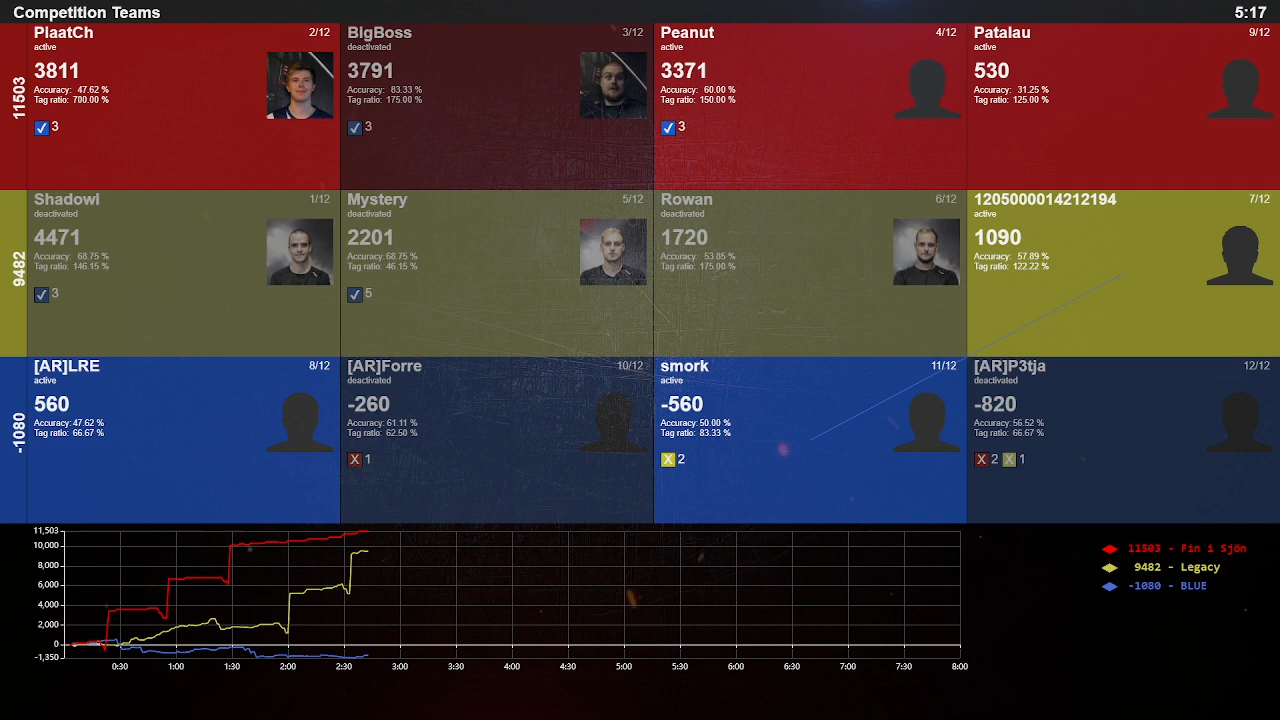 Competition Teams 5:17
11503
PlaatCh 2/12
active
3811
Accuracy: 47.62 %
Tag ratio: 700.00 %
3
BigBoss 3/12
deactivated
3791
Accuracy: 83.33 %
Tag ratio: 175.00 %
3
Peanut 4/12
active
3371
Accuracy: 60.00 %
Tag ratio: 150.00 %
3
Patalau 9/12
active
530
Accuracy: 31.25 %
Tag ratio: 125.00 %
9482
Shadowl 1/12
deactivated
4471
Accuracy: 68.75 %
Tag ratio: 146.15 %
3
Mystery 5/12
deactivated
2201
Accuracy: 68.75 %
Tag ratio: 46.15 %
5
Rowan 6/12
deactivated
1720
Accuracy: 53.85 %
Tag ratio: 175.00 %
1205000014212194 7/12
active
1090
Accuracy: 57.89 %
Tag ratio: 122.22 %
-1080
[AR]LRE 8/12
active
560
Accuracy: 47.62 %
Tag ratio: 66.67 %
[AR]Forre 10/12
deactivated
-260
Accuracy: 61.11 %
Tag ratio: 62.50 %
X 1
smork 11/12
active
-560
Accuracy: 50.00 %
Tag ratio: 83.33 %
X 2
[AR]P3tja 12/12
deactivated
-820
Accuracy: 56.52 %
Tag ratio: 66.67 %
X 2 X 1
11,503
10,000
8,000
6,000
4,000
2,000
0
-1,350
0:30 1:00 1:30 2:00 2:30 3:00 3:30 4:00 4:30 5:00 5:30 6:00 6:30 7:00 7:30 8:00
11503 - Fin i Sjön
9482 - Legacy
-1080 - BLUE